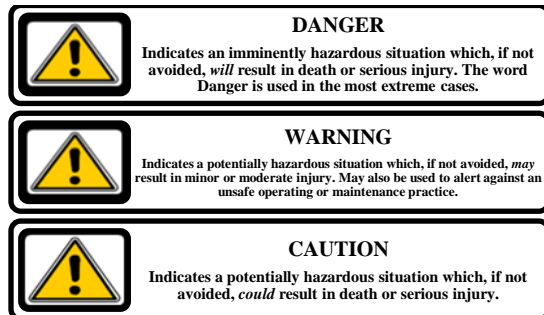 DANGER
Indicates an imminently hazardous situation which, if not
avoided, will result in death or serious injury. The word
Danger is used in the most extreme cases.
WARNING
Indicates a potentially hazardous situation which, if not avoided, may
result in minor or moderate injury. May also be used to alert against an
unsafe operating or maintenance practice.
CAUTION
Indicates a potentially hazardous situation which, if not
avoided, could result in death or serious injury.